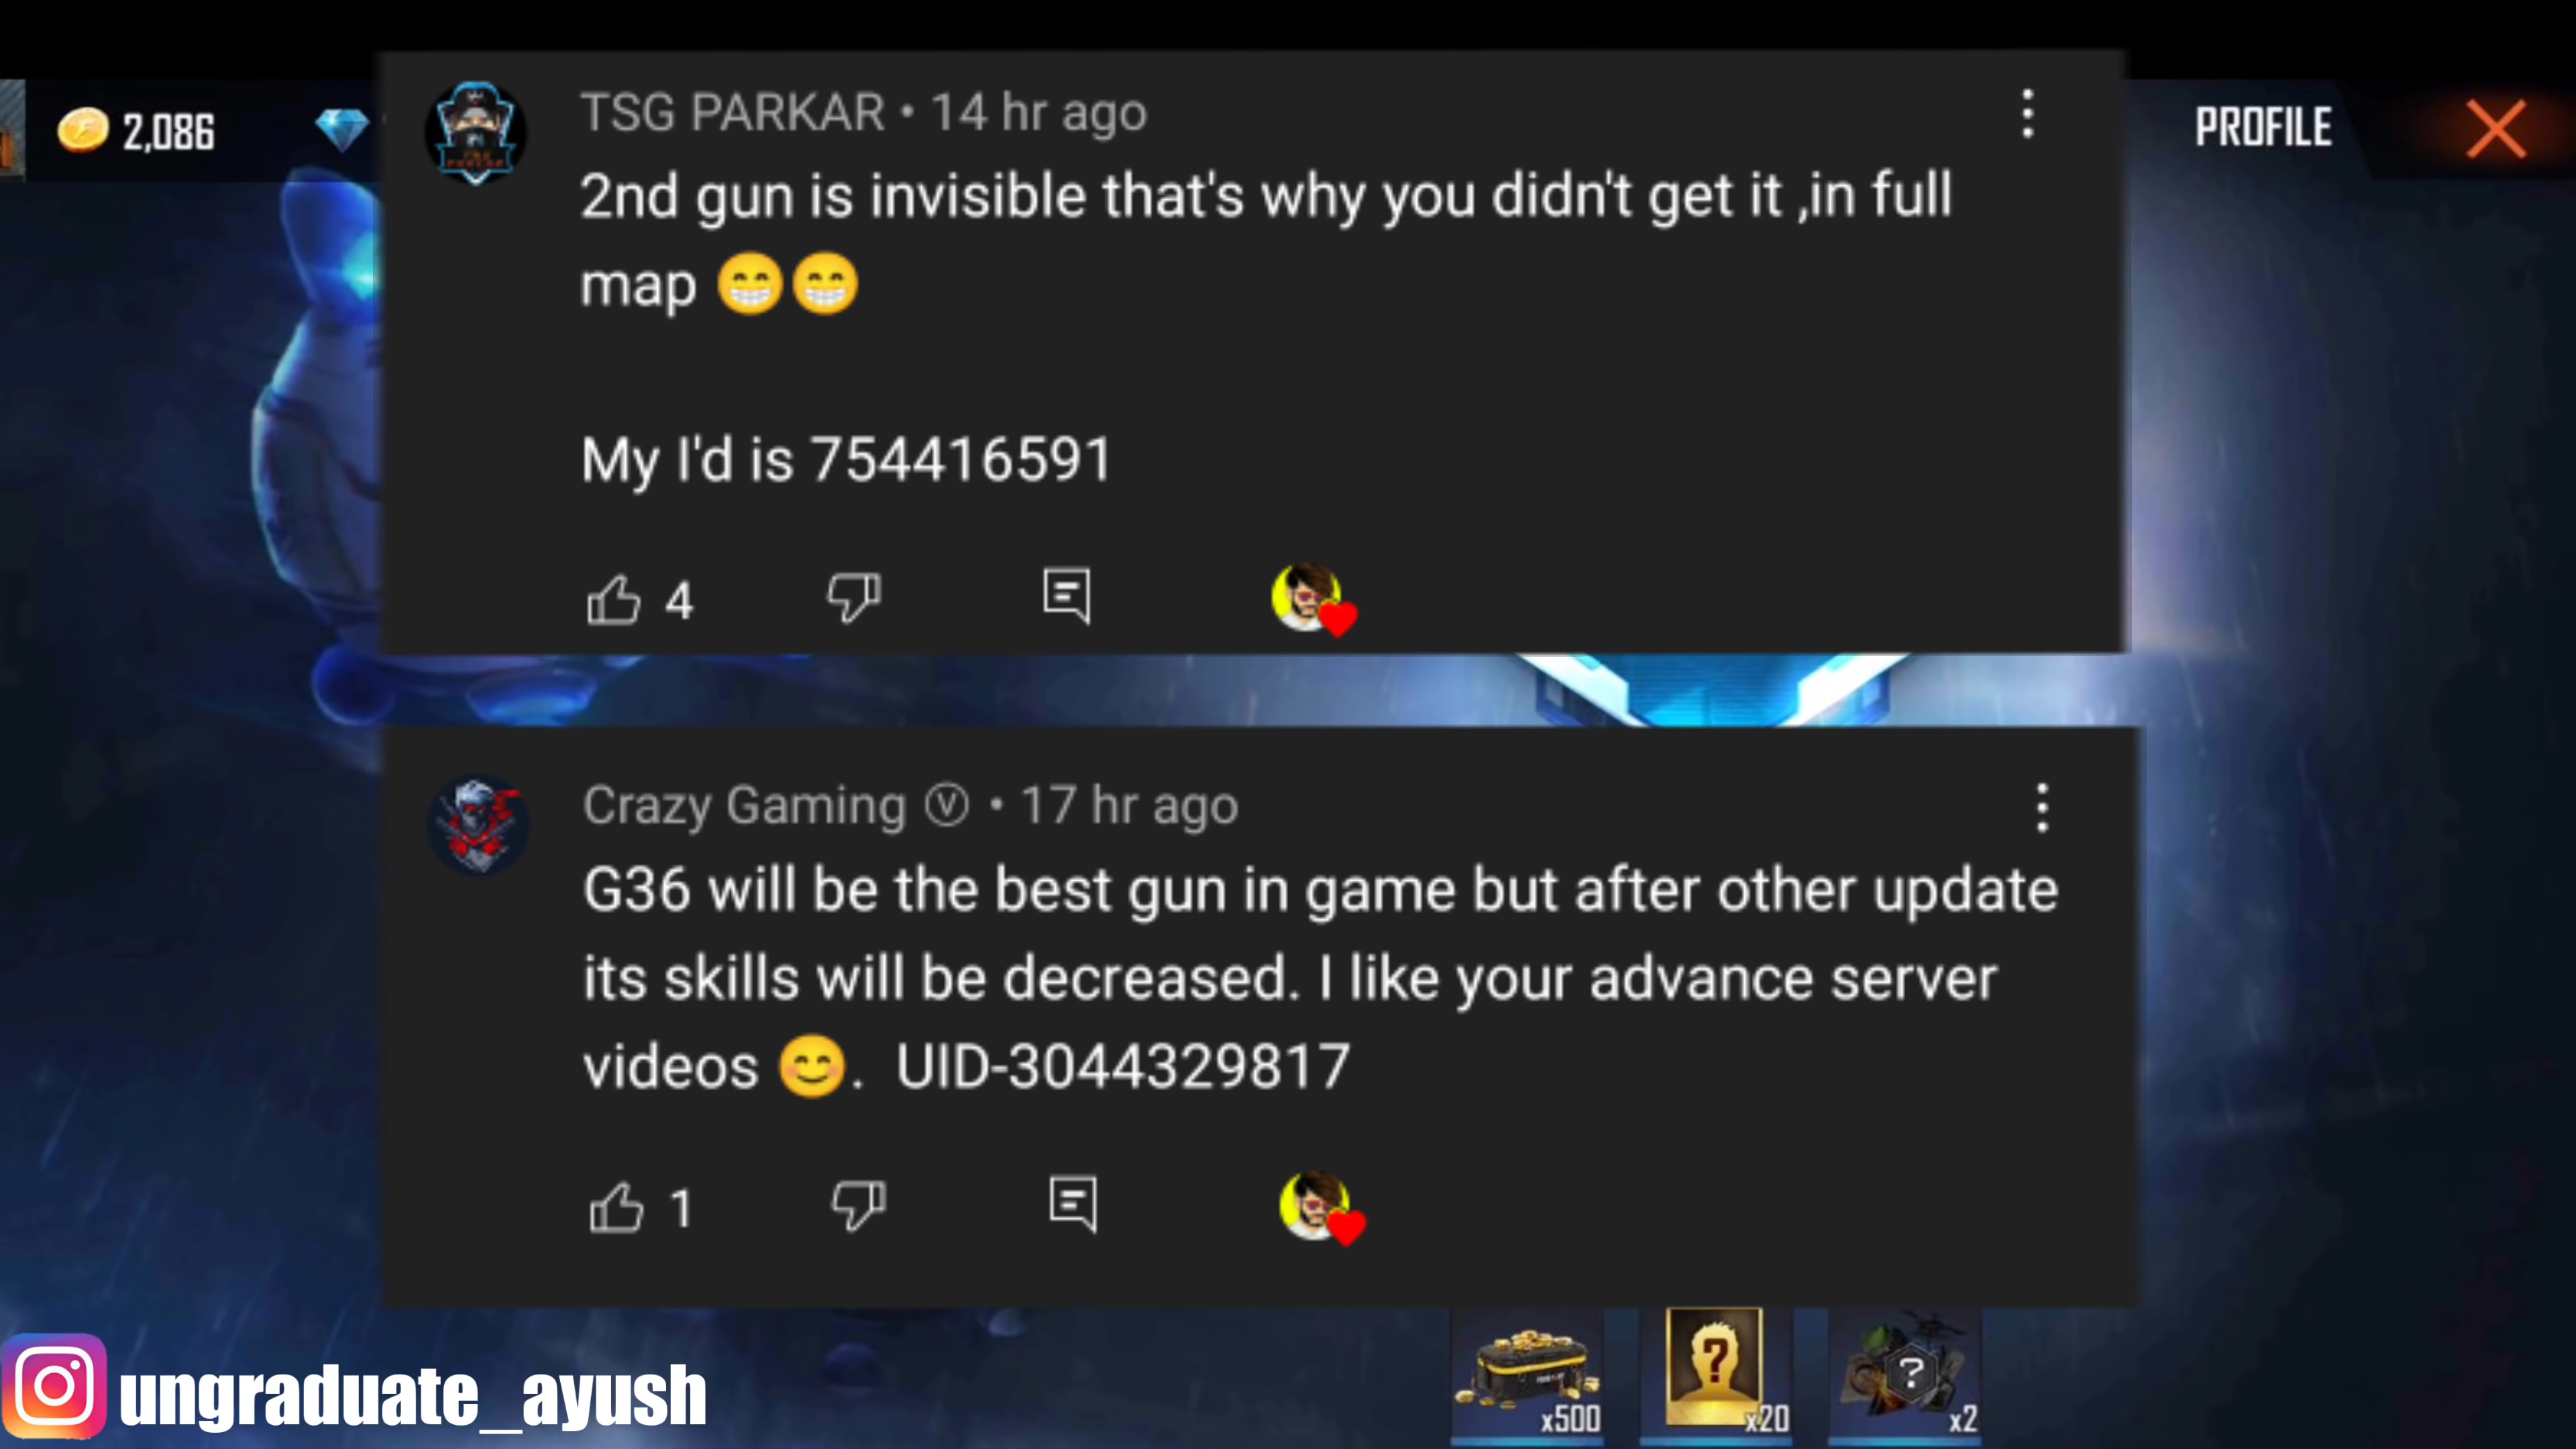 2,086
PROFILE
TSG PARKAR • 14 hr ago
2nd gun is invisible that's why you didn't get it ,in full
map 😁😁
My I'd is 754416591
4
Crazy Gaming Ⓥ • 17 hr ago
G36 will be the best gun in game but after other update
its skills will be decreased. I like your advance server
videos 😊. UID-3044329817
1
x500
x20
x2
ungraduate_ayush